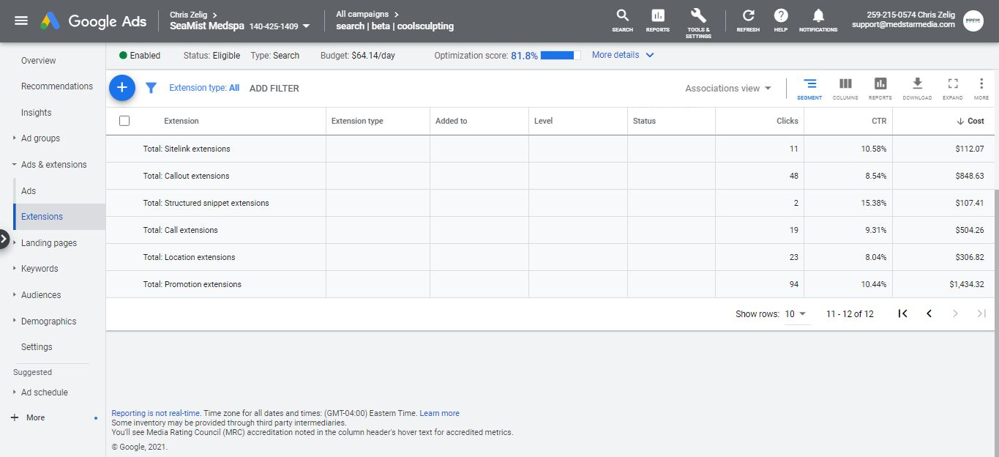 Google Ads
Chris Zelig
SeaMist Medspa 140-425-1409
All campaigns
search | beta | coolsculpting
SEARCH
REPORTS
TOOLS &
SETTINGS
REFRESH
HELP
NOTIFICATIONS
259-215-0574 Chris Zelig
support@medstarmedia.com
MEDSTAR
Overview
Recommendations
Insights
Ad groups
Ads & extensions
Ads
Extensions
Landing pages
Keywords
Audiences
Demographics
Settings
Suggested
Ad schedule
More
Enabled Status: Eligible Type: Search Budget: $64.14/day Optimization score: 81.8% More details
Extension type: All ADD FILTER
Associations view
SEGMENT
COLUMNS
REPORTS
DOWNLOAD
EXPAND
MORE
Extension Extension type Added to Level Status Clicks CTR Cost
Total: Sitelink extensions 11 10.58% $112.07
Total: Callout extensions 48 8.54% $848.63
Total: Structured snippet extensions 2 15.38% $107.41
Total: Call extensions 19 9.31% $504.26
Total: Location extensions 23 8.04% $306.82
Total: Promotion extensions 94 10.44% $1,434.32
Show rows: 10 11 - 12 of 12
Reporting is not real-time. Time zone for all dates and times: (GMT-04:00) Eastern Time. Learn more
Some inventory may be provided through third party intermediaries.
You'll see Media Rating Council (MRC) accreditation noted in the column header's hover text for accredited metrics.
© Google, 2021.